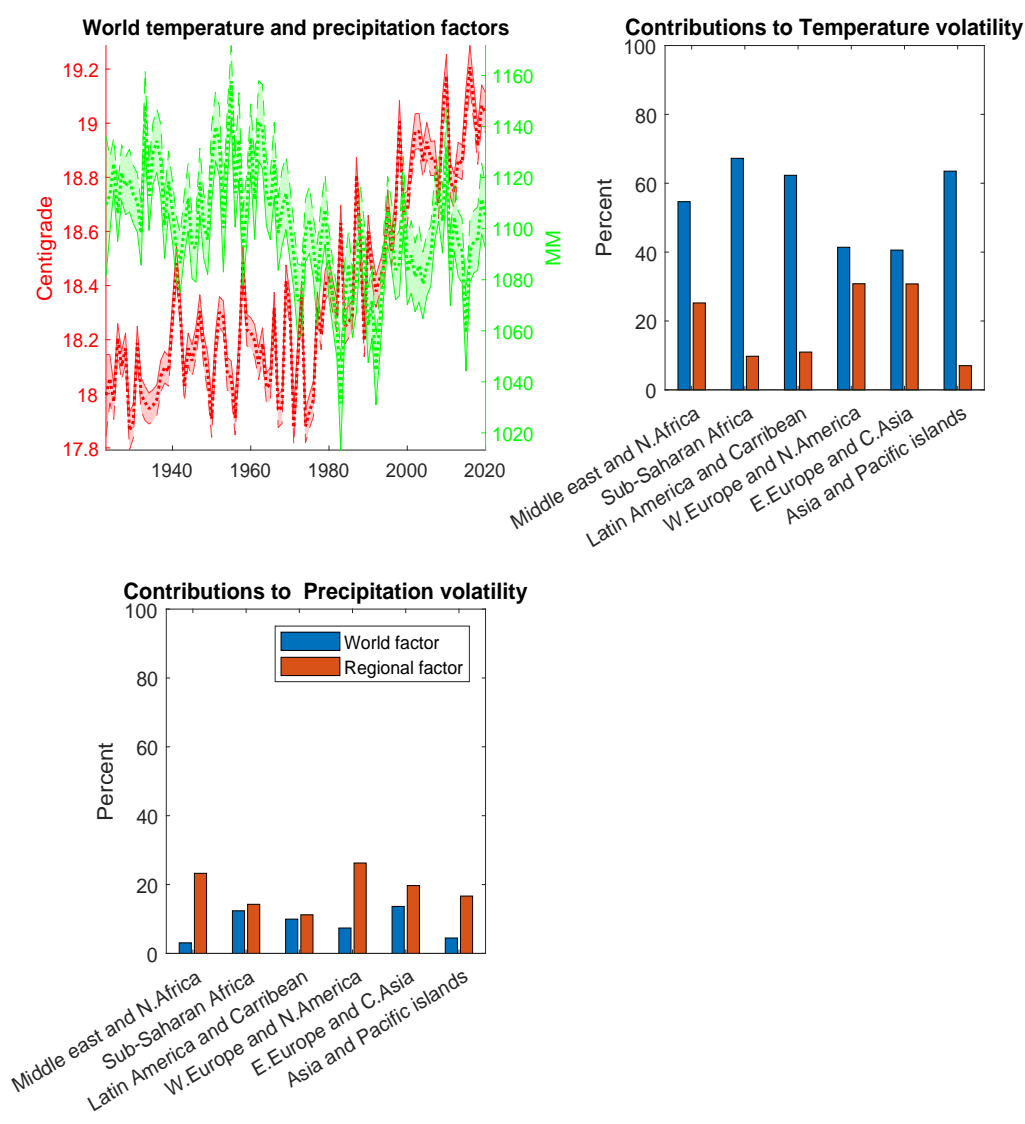 World temperature and precipitation factors
Centigrade
19.2
19
18.8
18.6
18.4
18.2
18
17.8
1160
1140
1120
1100
1080
1060
1040
1020
MM
1940
1960
1980
2000
2020
Contributions to Temperature volatility
Percent
100
80
60
40
20
0
Middle east and N.Africa
Sub-Saharan Africa
Latin America and Carribean
W.Europe and N.America
E.Europe and C.Asia
Asia and Pacific islands
Contributions to Precipitation volatility
Percent
100
80
60
40
20
0
World factor
Regional factor
Middle east and N.Africa
Sub-Saharan Africa
Latin America and Carribean
W.Europe and N.America
E.Europe and C.Asia
Asia and Pacific islands